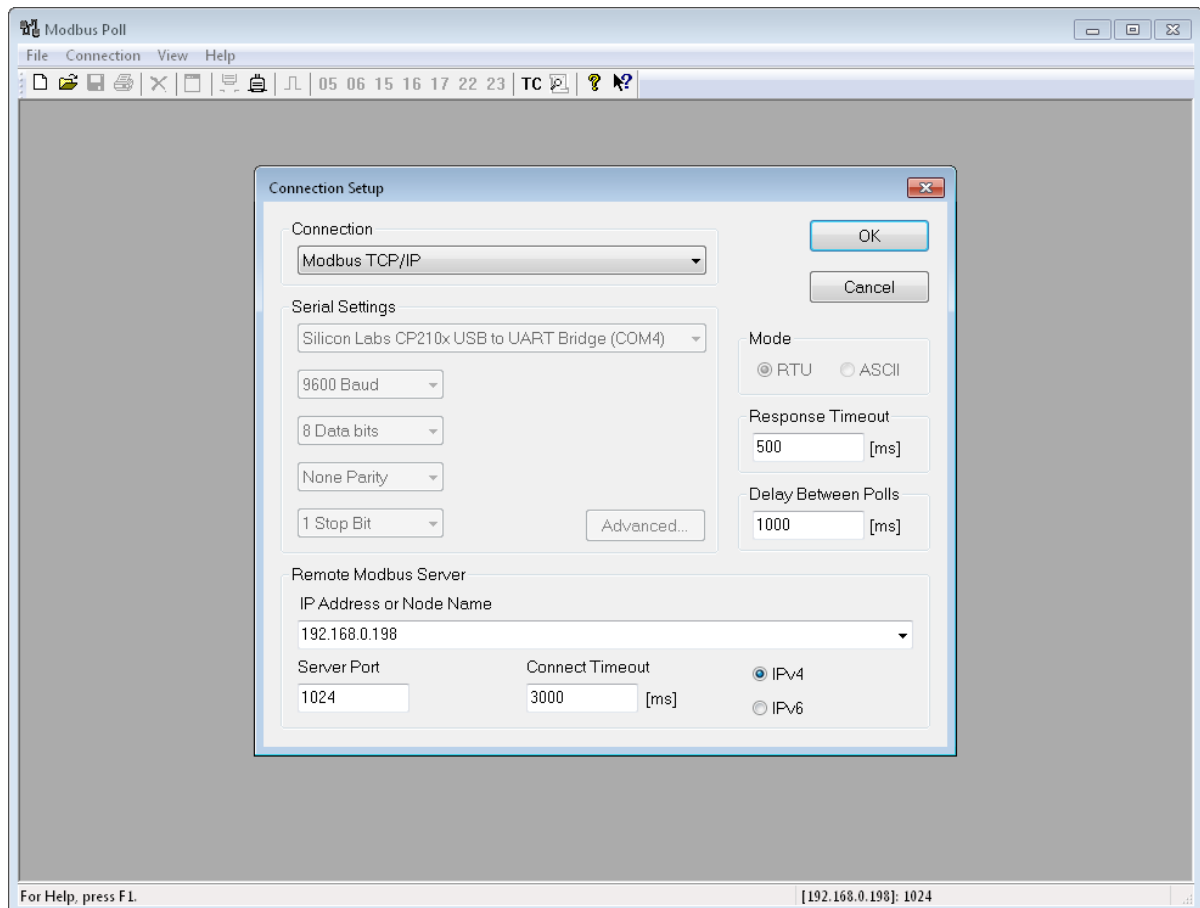 Modbus Poll
File Connection View Help
05 06 15 16 17 22 23 TC
Connection Setup
Connection
Modbus TCP/IP
OK
Cancel
Serial Settings
Silicon Labs CP210x USB to UART Bridge (COM4)
9600 Baud
8 Data bits
None Parity
1 Stop Bit
Advanced...
Mode
RTU ASCII
Response Timeout
500 [ms]
Delay Between Polls
1000 [ms]
Remote Modbus Server
IP Address or Node Name
192.168.0.198
Server Port Connect Timeout
1024 3000 [ms]
IPv4
IPv6
For Help, press F1. [192.168.0.198]: 1024